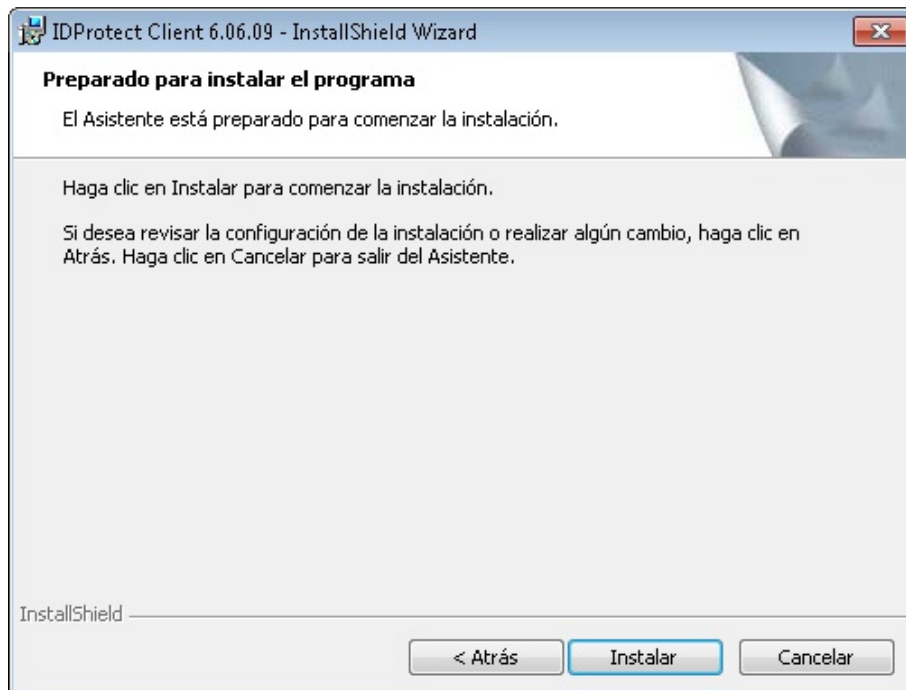 IDProtect Client 6.06.09 - InstallShield Wizard
Preparado para instalar el programa
El Asistente está preparado para comenzar la instalación.
Haga clic en Instalar para comenzar la instalación.
Si desea revisar la configuración de la instalación o realizar algún cambio, haga clic en
Atrás. Haga clic en Cancelar para salir del Asistente.
InstallShield
< Atrás
Instalar
Cancelar